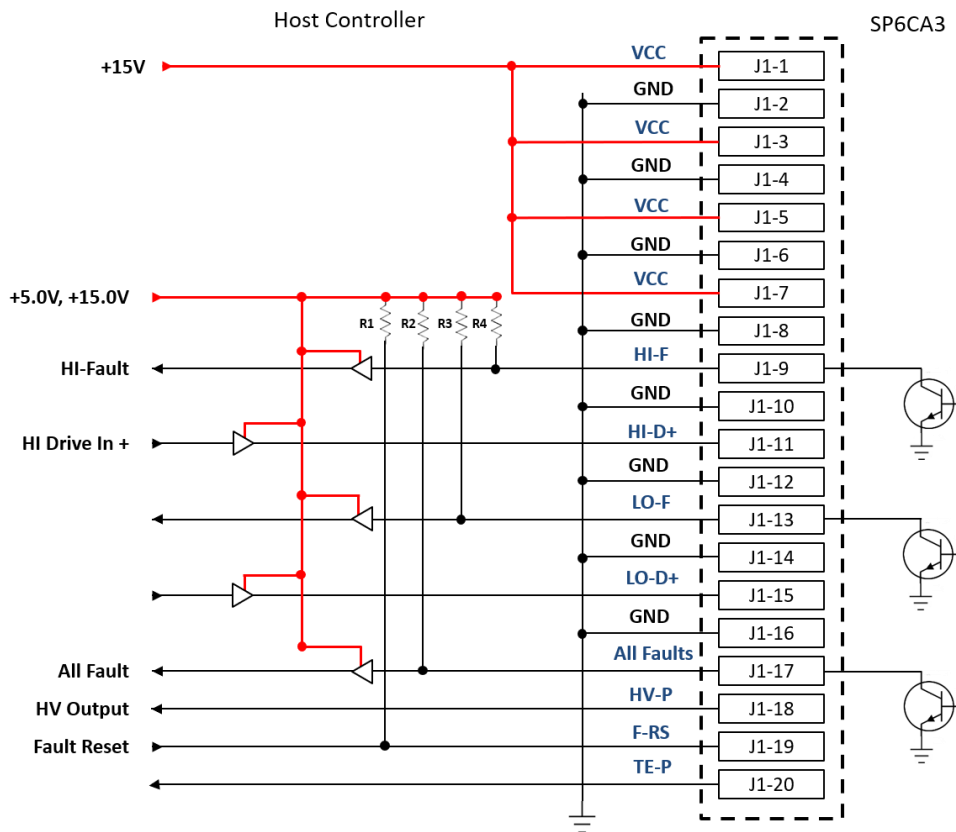 Host Controller
SP6CA3
+15V
VCC
J1-1
GND
J1-2
VCC
J1-3
GND
J1-4
VCC
J1-5
GND
J1-6
VCC
J1-7
+5.0V, +15.0V
R1
R2
R3
R4
GND
J1-8
HI-Fault
HI-F
J1-9
GND
J1-10
HI Drive In +
HI-D+
J1-11
GND
J1-12
LO-F
J1-13
GND
J1-14
LO-D+
J1-15
GND
J1-16
All Fault
All Faults
J1-17
HV Output
HV-P
J1-18
Fault Reset
F-RS
J1-19
TE-P
J1-20